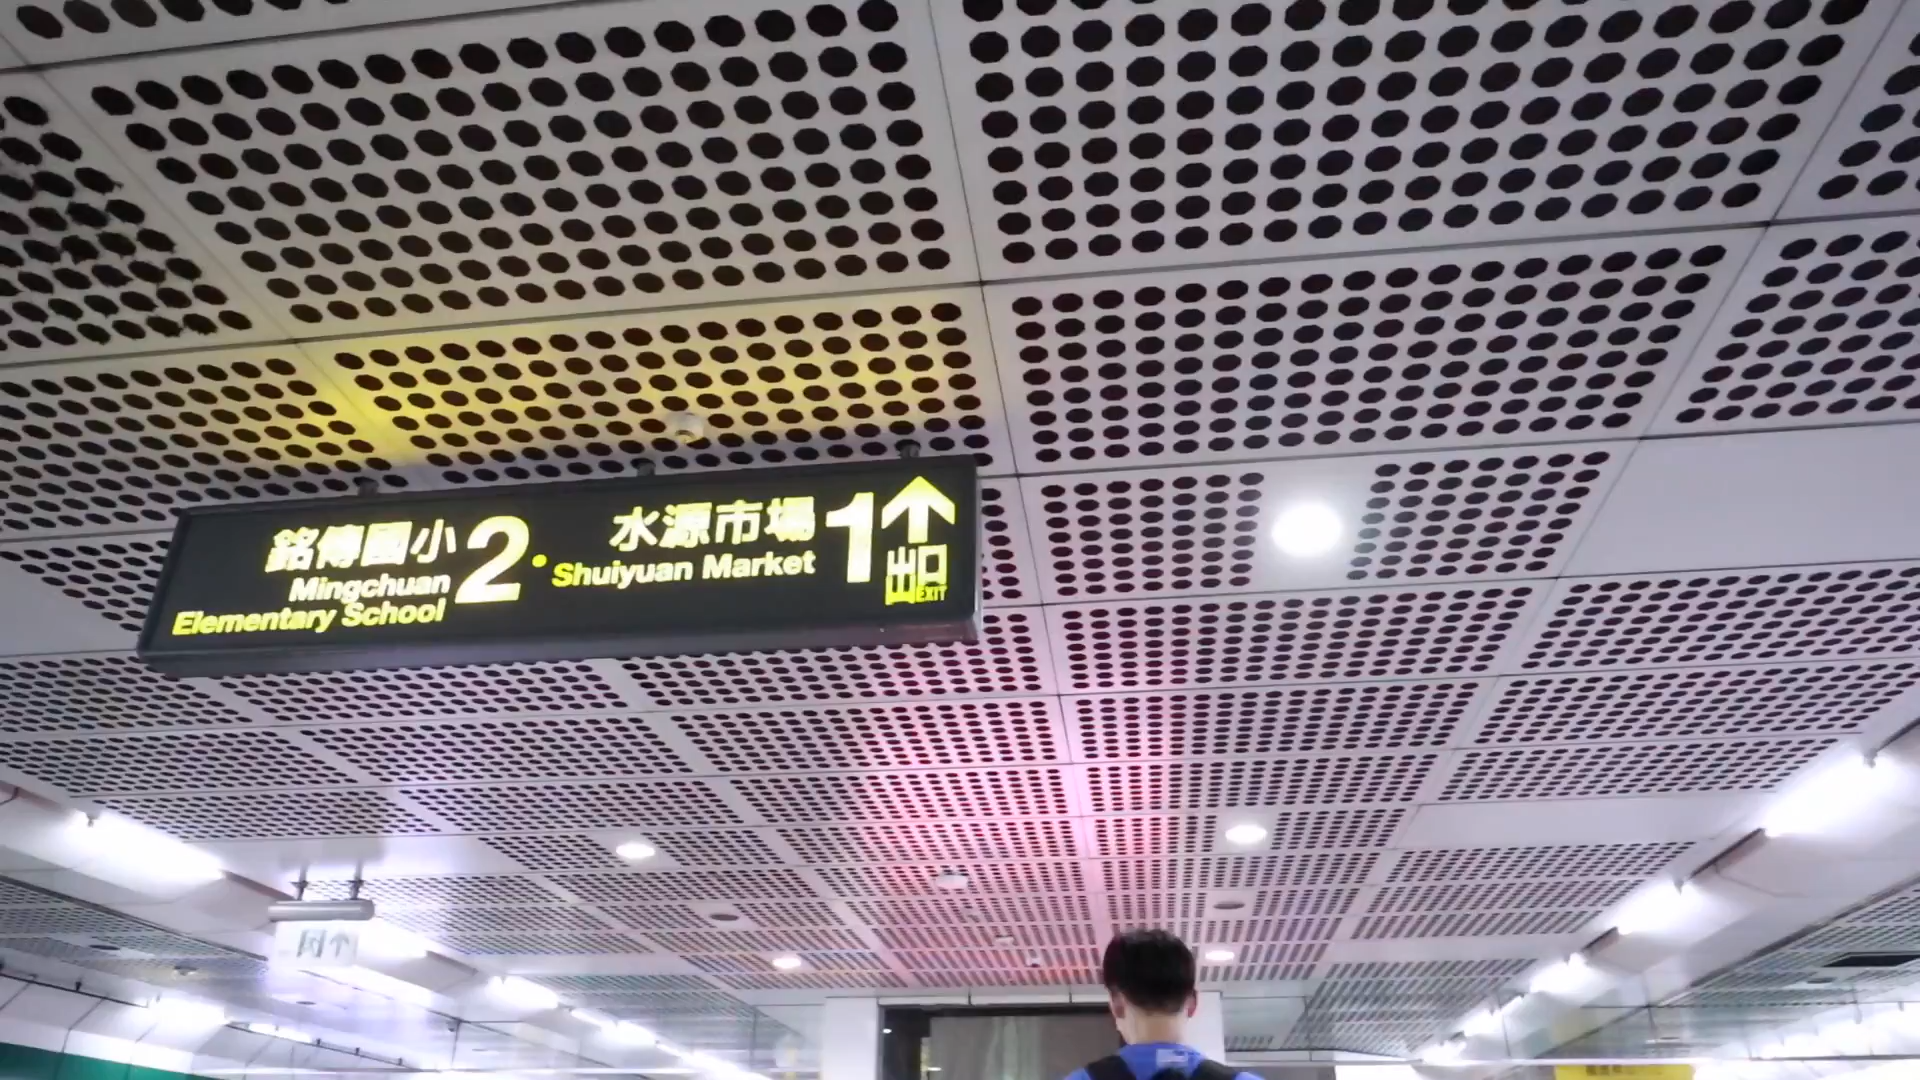 銘傳國小
Mingchuan
Elementary School
2
水源市場
Shuiyuan Market
1
出口
EXIT